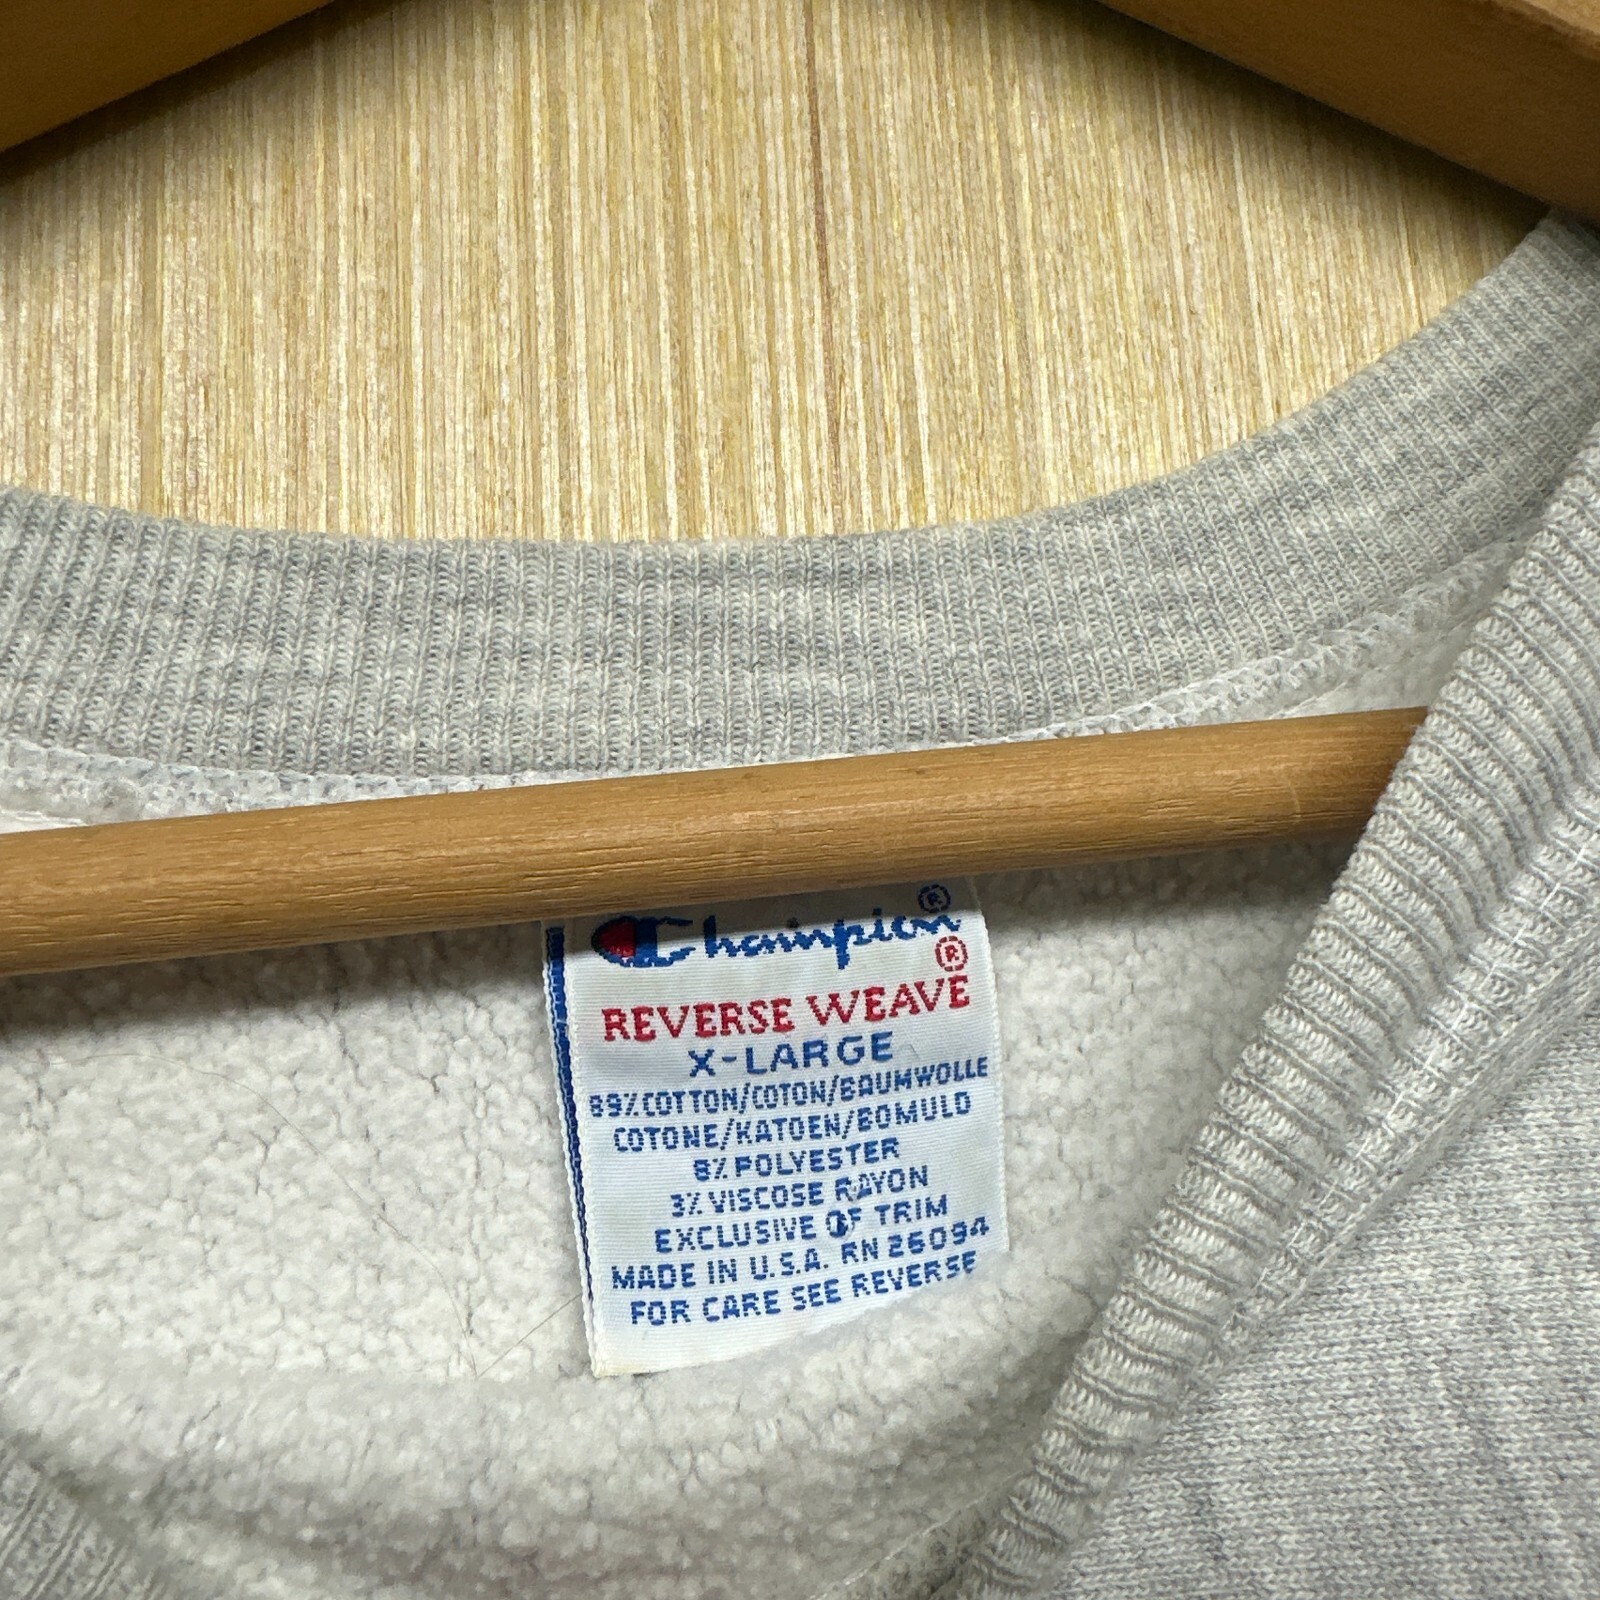 Champion®
REVERSE WEAVE®
X-LARGE
89% COTTON/COTON/BAUMWOLLE
COTONE/KATOEN/BOMULD
8% POLYESTER
3% VISCOSE RAYON
EXCLUSIVE OF TRIM
MADE IN U.S.A. RN 26094
FOR CARE SEE REVERSE